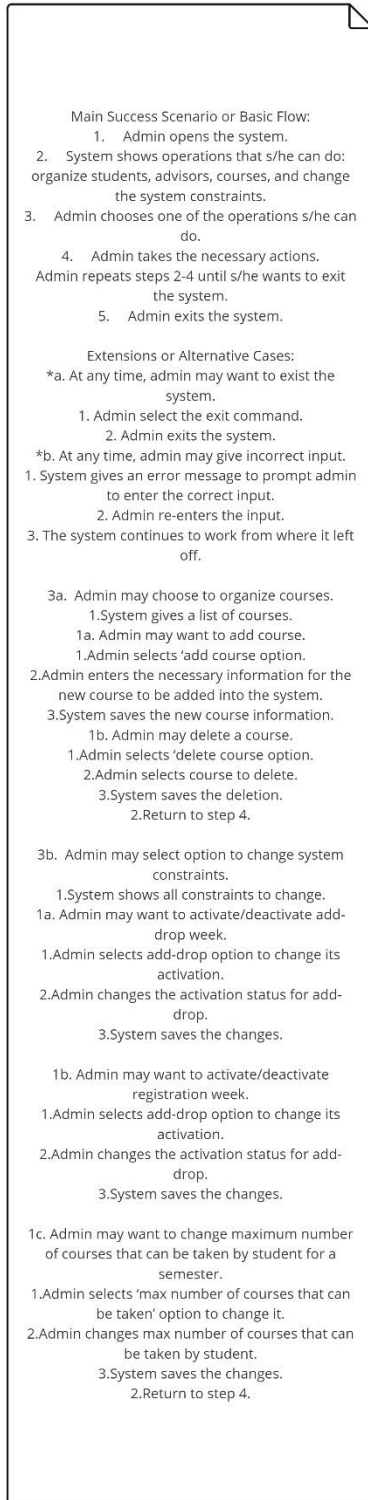 Main Success Scenario or Basic Flow:
1. Admin opens the system.
2. System shows operations that s/he can do:
organize students, advisors, courses, and change
the system constraints.
3. Admin chooses one of the operations s/he can
do.
4. Admin takes the necessary actions.
Admin repeats steps 2-4 until s/he wants to exit
the system.
5. Admin exits the system.
Extensions or Alternative Cases:
*a. At any time, admin may want to exist the
system.
1. Admin select the exit command.
2. Admin exits the system.
*b. At any time, admin may give incorrect input.
1. System gives an error message to prompt admin
to enter the correct input.
2. Admin re-enters the input.
3. The system continues to work from where it left
off.
3a. Admin may choose to organize courses.
1.System gives a list of courses.
1a. Admin may want to add course.
1.Admin selects ‘add course option.
2.Admin enters the necessary information for the
new course to be added into the system.
3.System saves the new course information.
1b. Admin may delete a course.
1.Admin selects ‘delete course option.
2.Admin selects course to delete.
3.System saves the deletion.
2.Return to step 4.
3b. Admin may select option to change system
constraints.
1.System shows all constraints to change.
1a. Admin may want to activate/deactivate add-
drop week.
1.Admin selects add-drop option to change its
activation.
2.Admin changes the activation status for add-
drop.
3.System saves the changes.
1b. Admin may want to activate/deactivate
registration week.
1.Admin selects add-drop option to change its
activation.
2.Admin changes the activation status for add-
drop.
3.System saves the changes.
1c. Admin may want to change maximum number
of courses that can be taken by student for a
semester.
1.Admin selects ‘max number of courses that can
be taken’ option to change it.
2.Admin changes max number of courses that can
be taken by student.
3.System saves the changes.
2.Return to step 4.